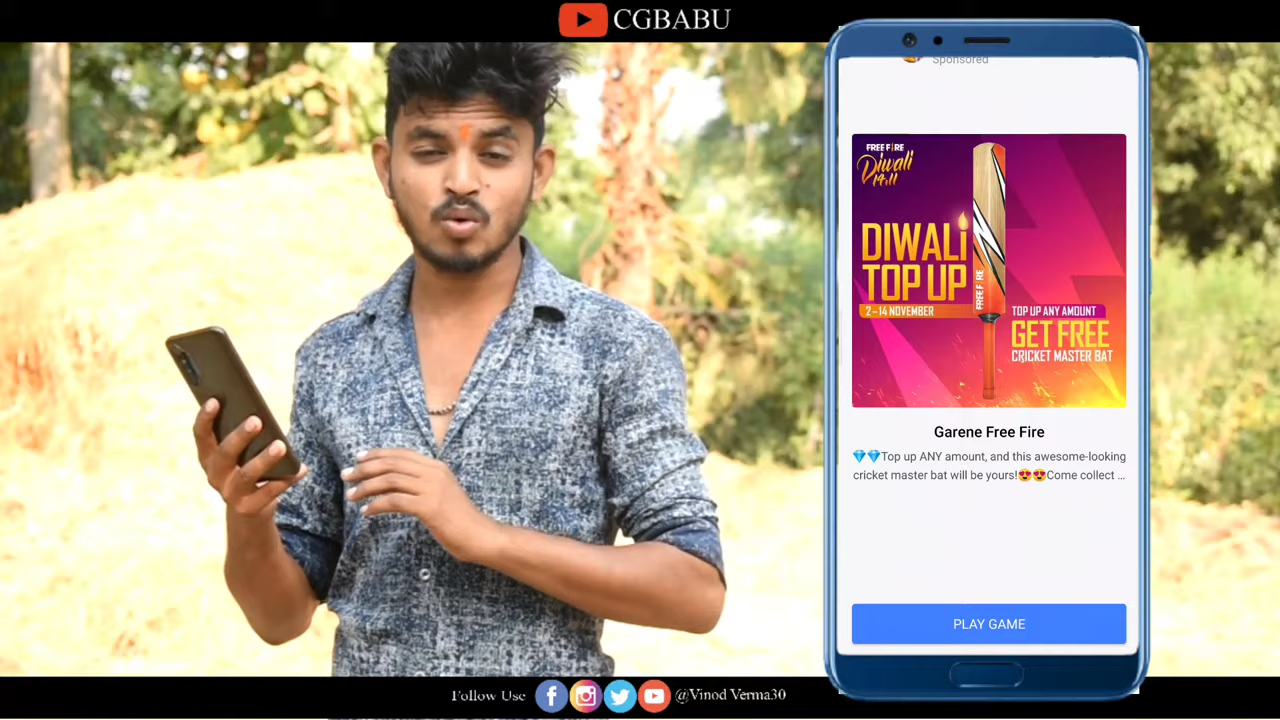 CGBABU
Sponsored
FREE FIRE
Diwali
14.11
DIWALI
TOP UP
2-14 NOVEMBER
FREE FIRE
TOP UP ANY AMOUNT
GET FREE
CRICKET MASTER BAT
Garene Free Fire
💎💎Top up ANY amount, and this awesome-looking
cricket master bat will be yours!😍😍Come collect ...
PLAY GAME
Follow Use
@Vinod Verma30